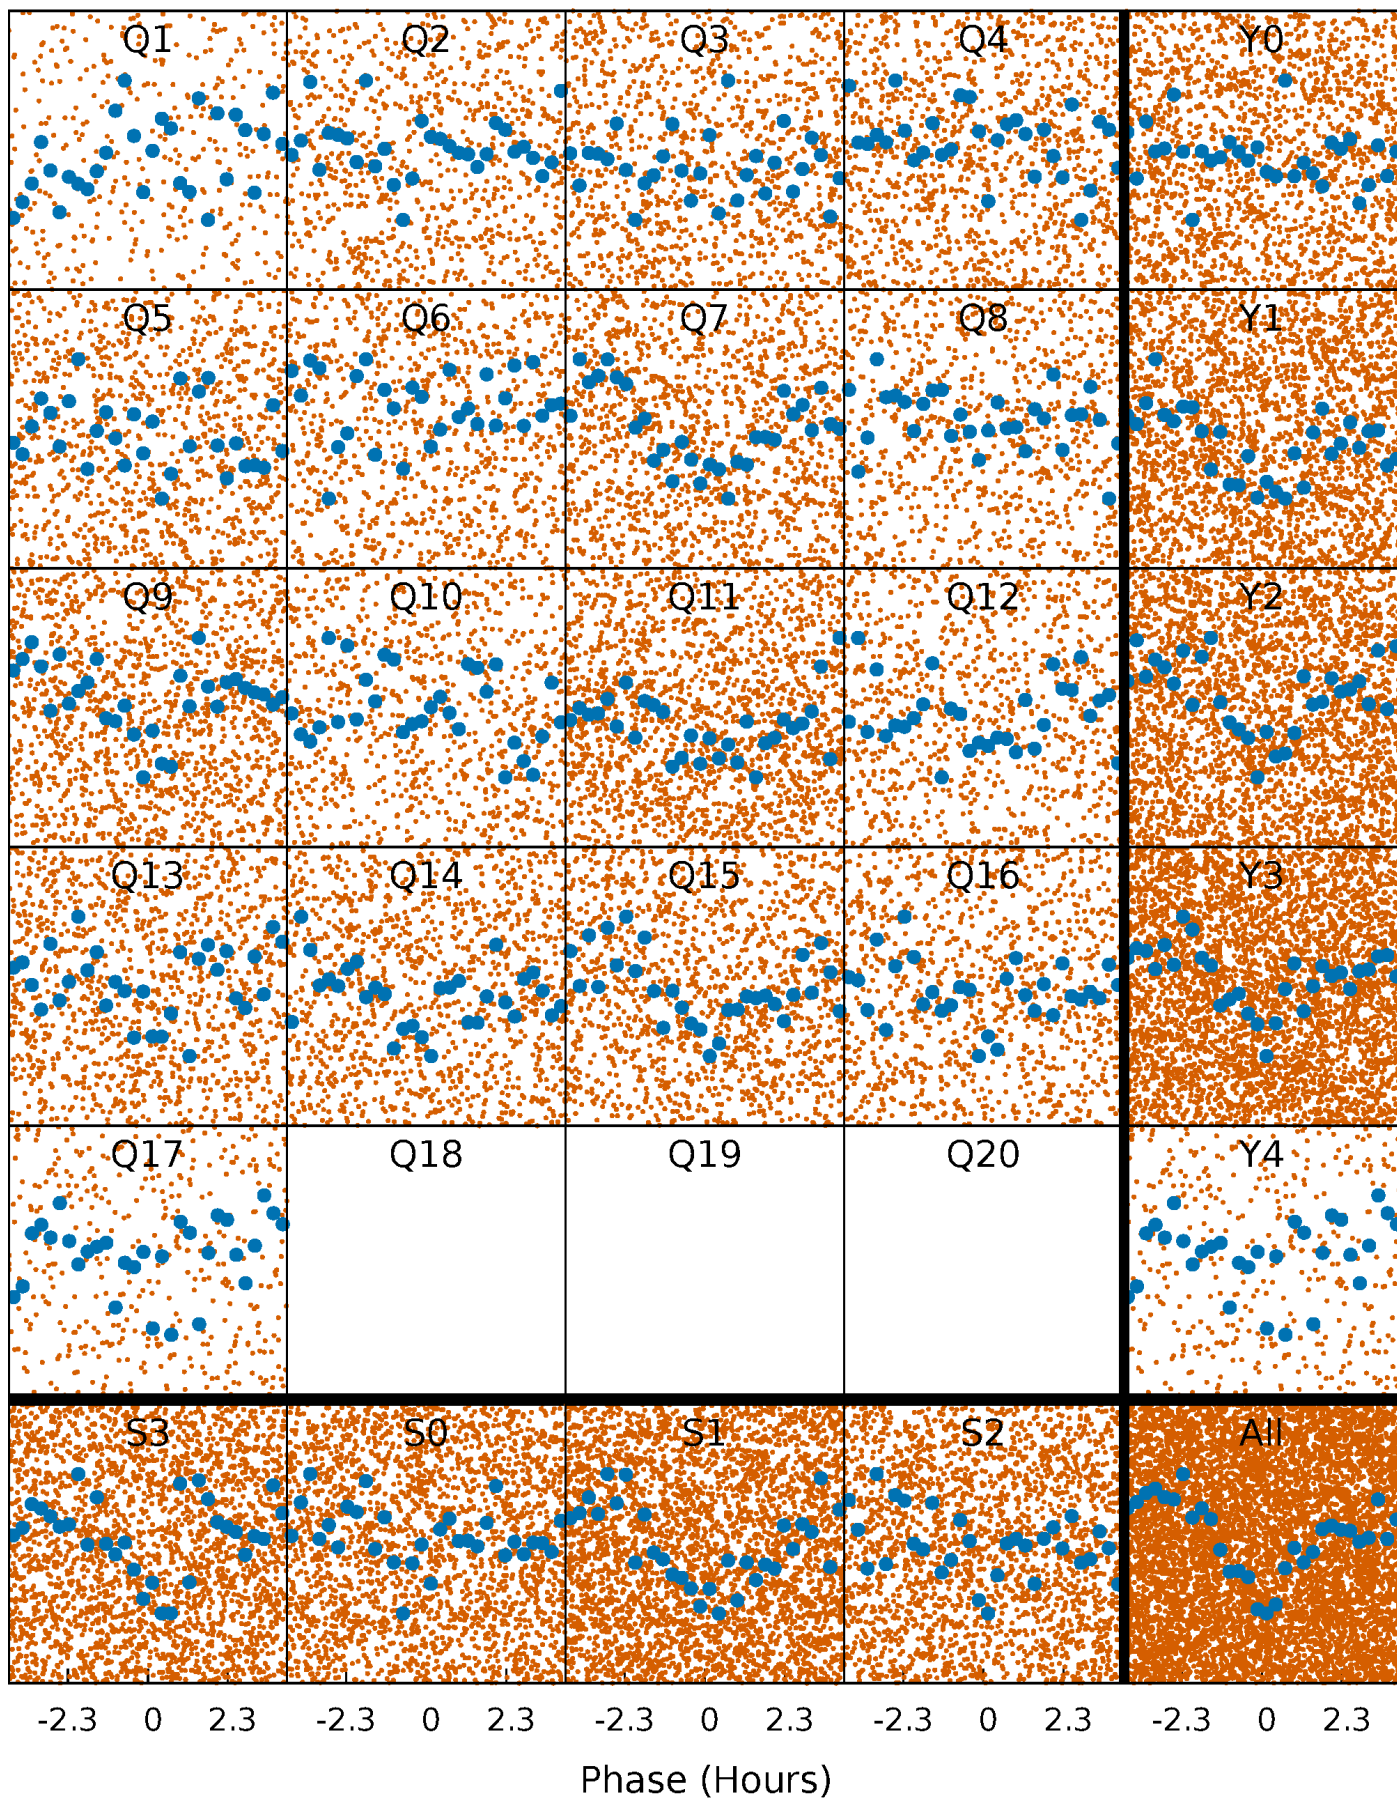 Q1 Q2 Q3 Q4 Y0
Q5 Q6 Q7 Q8 Y1
Q9 Q10 Q11 Q12 Y2
Q13 Q14 Q15 Q16 Y3
Q17 Q18 Q19 Q20 Y4
S3 S0 S1 S2 All
-2.3 0 2.3 -2.3 0 2.3 -2.3 0 2.3 -2.3 0 2.3 -2.3 0 2.3
Phase (Hours)